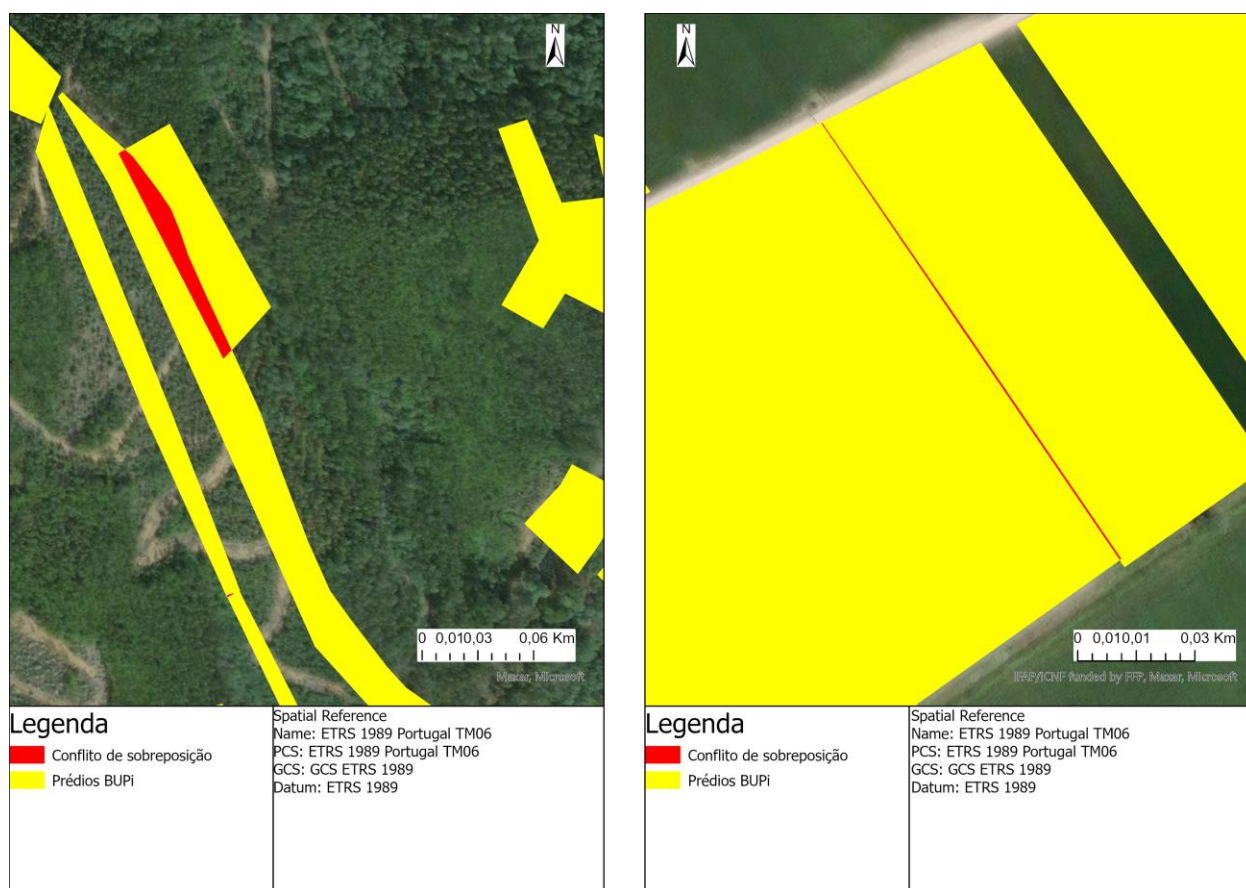 N
0 0,010,03 0,06 Km
Maxar, Microsoft
Legenda
Conflito de sobreposição
Prédios BUPi
Spatial Reference
Name: ETRS 1989 Portugal TM06
PCS: ETRS 1989 Portugal TM06
GCS: GCS ETRS 1989
Datum: ETRS 1989
N
0 0,010,01 0,03 Km
IFAP/ICNF funded by FFP, Maxar, Microsoft
Legenda
Conflito de sobreposição
Prédios BUPi
Spatial Reference
Name: ETRS 1989 Portugal TM06
PCS: ETRS 1989 Portugal TM06
GCS: GCS ETRS 1989
Datum: ETRS 1989